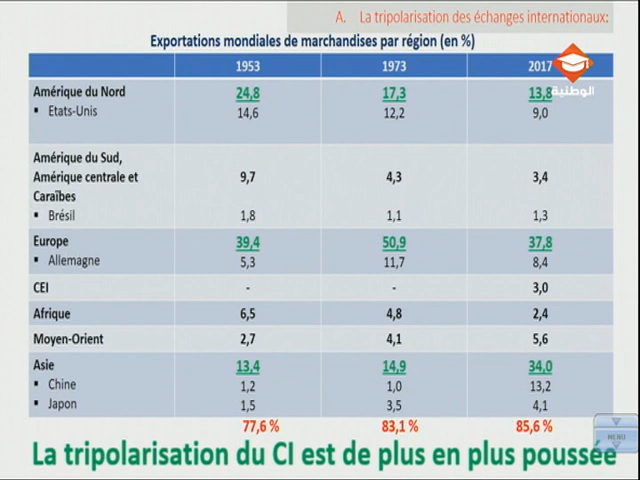 A. La tripolarisation des échanges internationaux:
Exportations mondiales de marchandises par région (en %)
1953 1973 2017
Amérique du Nord 24,8 17,3 13,8
▪ Etats-Unis 14,6 12,2 9,0
الوطنية
Amérique du Sud,
Amérique centrale et 9,7 4,3 3,4
Caraïbes
▪ Brésil 1,8 1,1 1,3
Europe 39,4 50,9 37,8
▪ Allemagne 5,3 11,7 8,4
CEI - - 3,0
Afrique 6,5 4,8 2,4
Moyen-Orient 2,7 4,1 5,6
Asie 13,4 14,9 34,0
▪ Chine 1,2 1,0 13,2
▪ Japon 1,5 3,5 4,1
77,6 % 83,1 % 85,6 %
MENU
La tripolarisation du CI est de plus en plus poussée